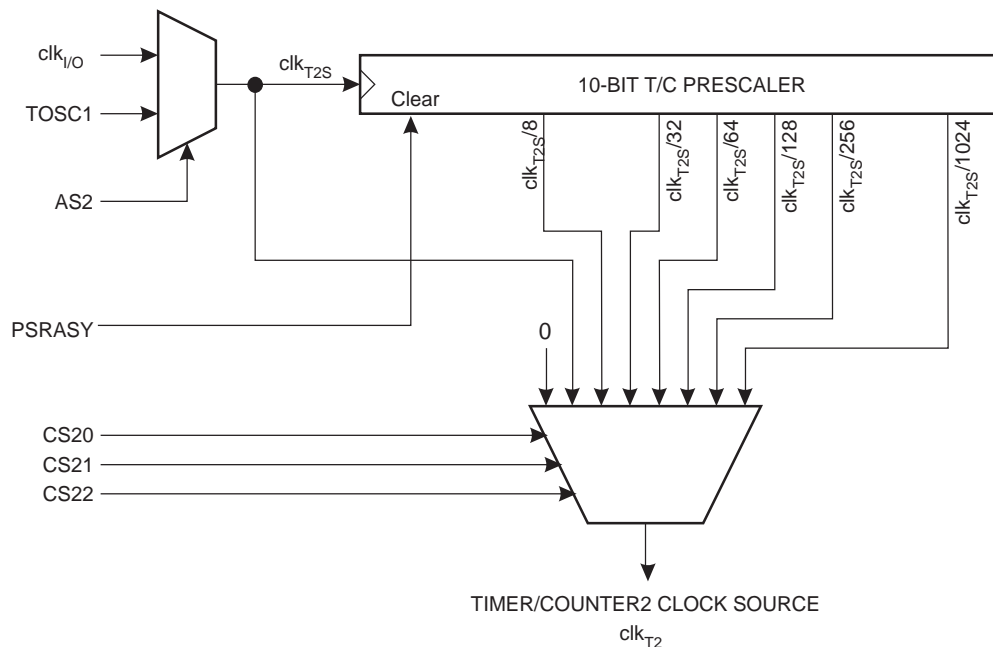 clkI/O
clkT2S
10-BIT T/C PRESCALER
TOSC1
Clear
clkT2S/8
clkT2S/32
clkT2S/64
clkT2S/128
clkT2S/256
clkT2S/1024
AS2
PSRASY
0
CS20
CS21
CS22
TIMER/COUNTER2 CLOCK SOURCE
clkT2